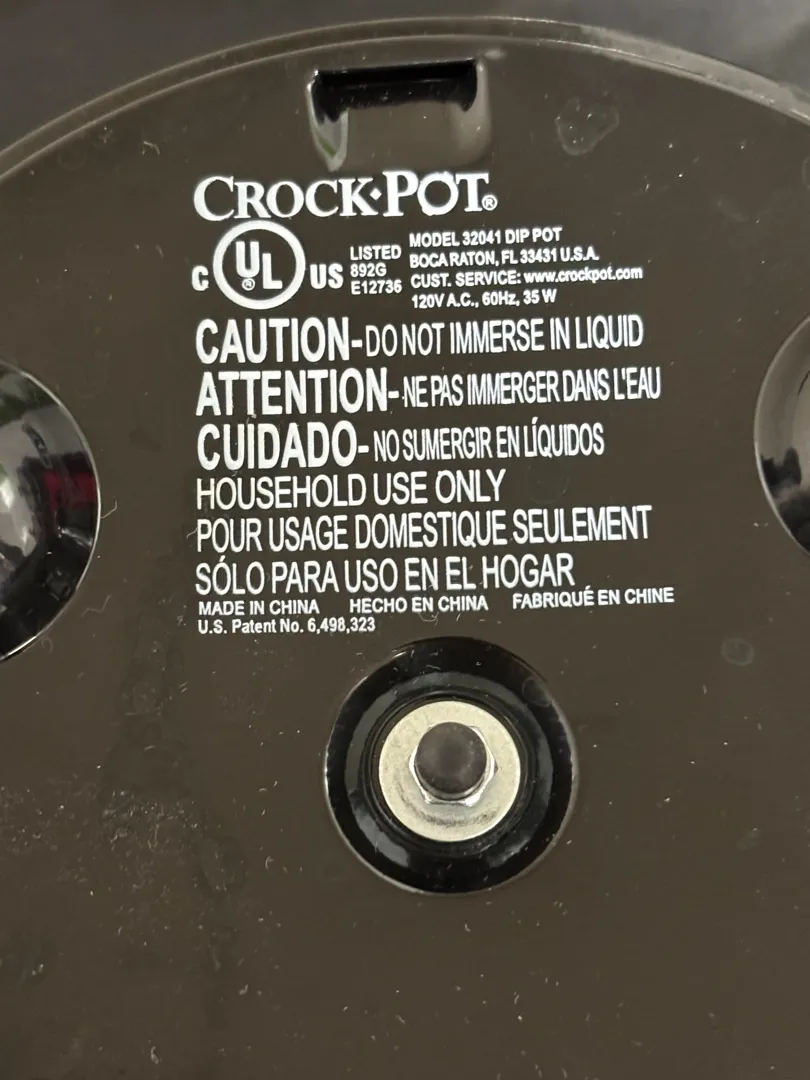 CROCK•POT®
C UL® US
LISTED
892G
E12736
MODEL 32041 DIP POT
BOCA RATON, FL 33431 U.S.A.
CUST. SERVICE: www.crockpot.com
120V A.C., 60Hz, 35 W
CAUTION-DO NOT IMMERSE IN LIQUID
ATTENTION-NE PAS IMMERGER DANS L'EAU
CUIDADO-NO SUMERGIR EN LÍQUIDOS
HOUSEHOLD USE ONLY
POUR USAGE DOMESTIQUE SEULEMENT
SÓLO PARA USO EN EL HOGAR
MADE IN CHINA HECHO EN CHINA FABRIQUÉ EN CHINE
U.S. Patent No. 6,498,323